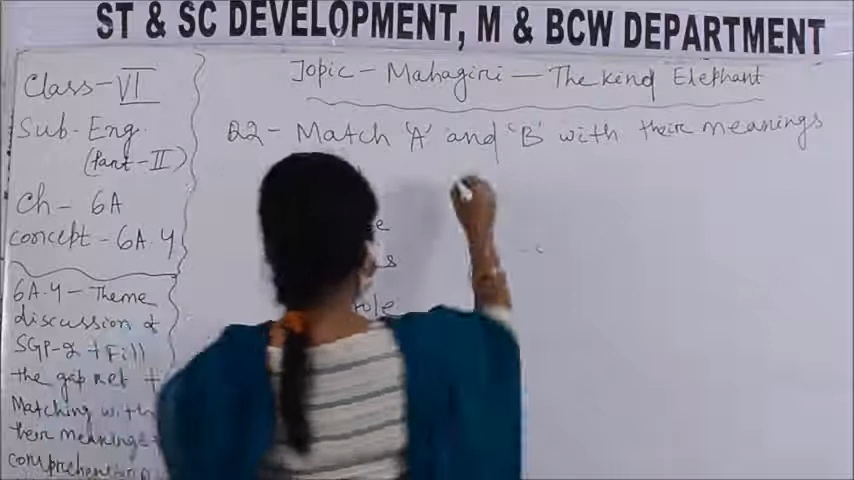 ST & SC DEVELOPMENT, M & BCW DEPARTMENT
Class-VI
Sub-Eng.
(Part-II)
Ch- 6A
concept-6A.4
6A.4-Theme
discussion &
SGP-2 + Fill
the gap net +
Matching with
their meanings +
comprehension
Topic - Mahagiri - The kind Elephant
Q2- Match 'A' and 'B' with their meanings